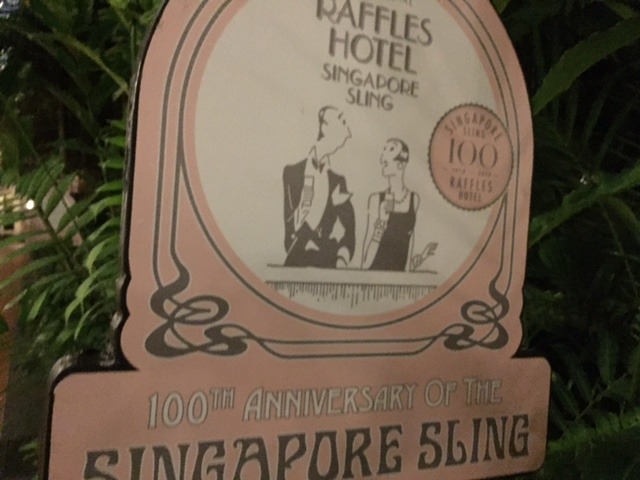 RAFFLES
HOTEL
SINGAPORE
SLING
SINGAPORE
SLING
100
RAFFLES
HOTEL
100TH ANNIVERSARY OF THE
SINGAPORE SLING